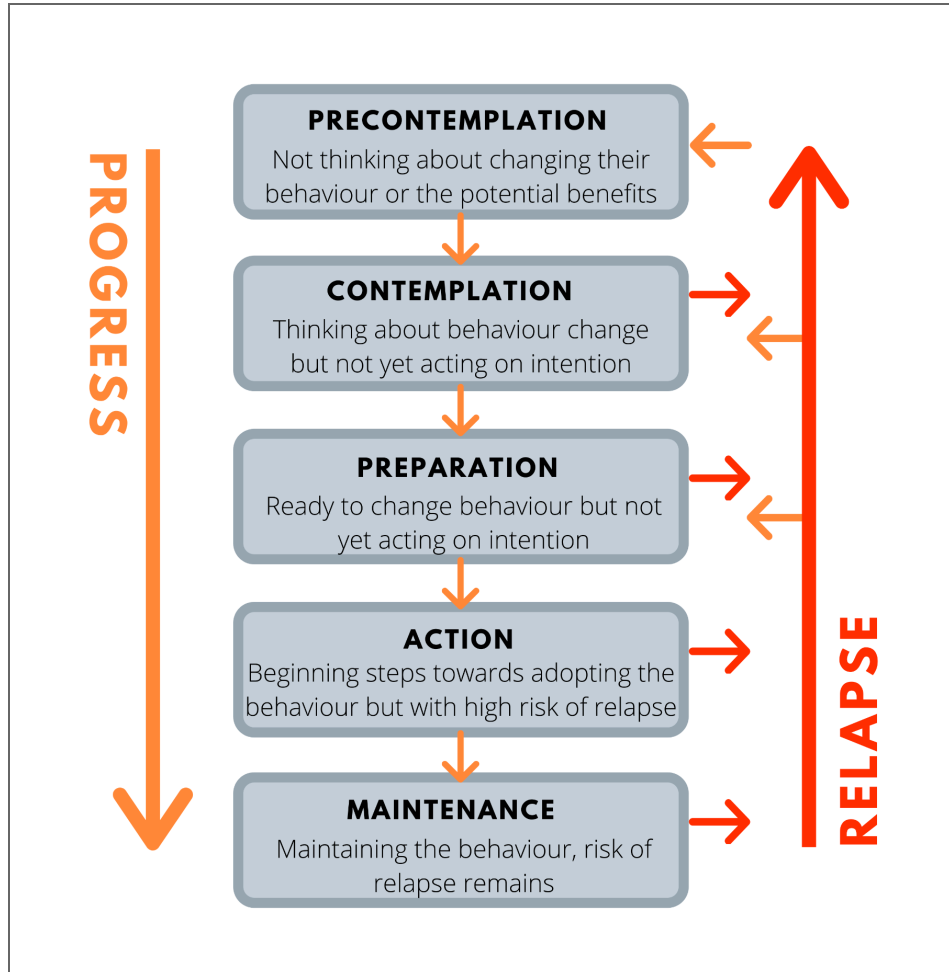 PROGRESS
PRECONTEMPLATION
Not thinking about changing their
behaviour or the potential benefits
CONTEMPLATION
Thinking about behaviour change
but not yet acting on intention
PREPARATION
Ready to change behaviour but not
yet acting on intention
ACTION
Beginning steps towards adopting the
behaviour but with high risk of relapse
MAINTENANCE
Maintaining the behaviour, risk of
relapse remains
RELAPSE